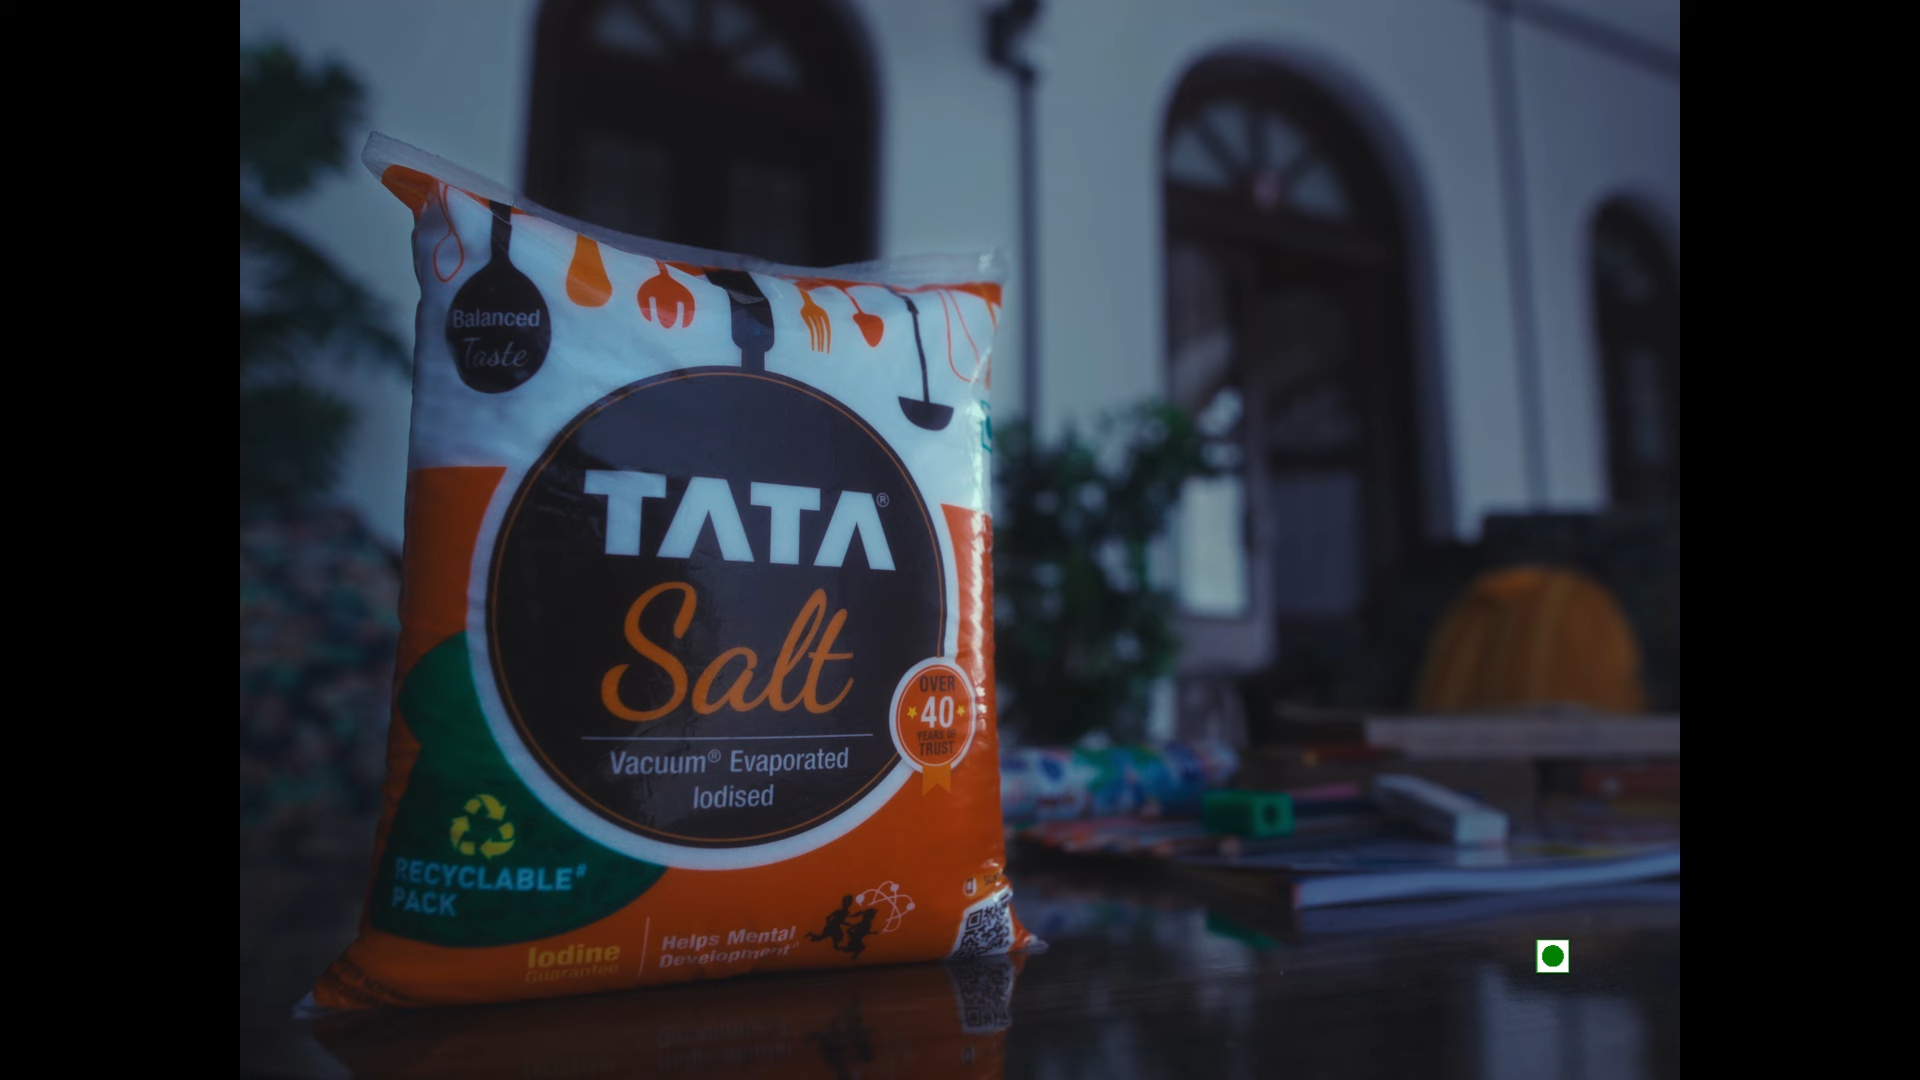 Balanced
Taste
TATA®
Salt
Vacuum® Evaporated
Iodised
OVER
40
YEARS OF
TRUST
RECYCLABLE#
PACK
Iodine
Guarantee
Helps Mental
Development#